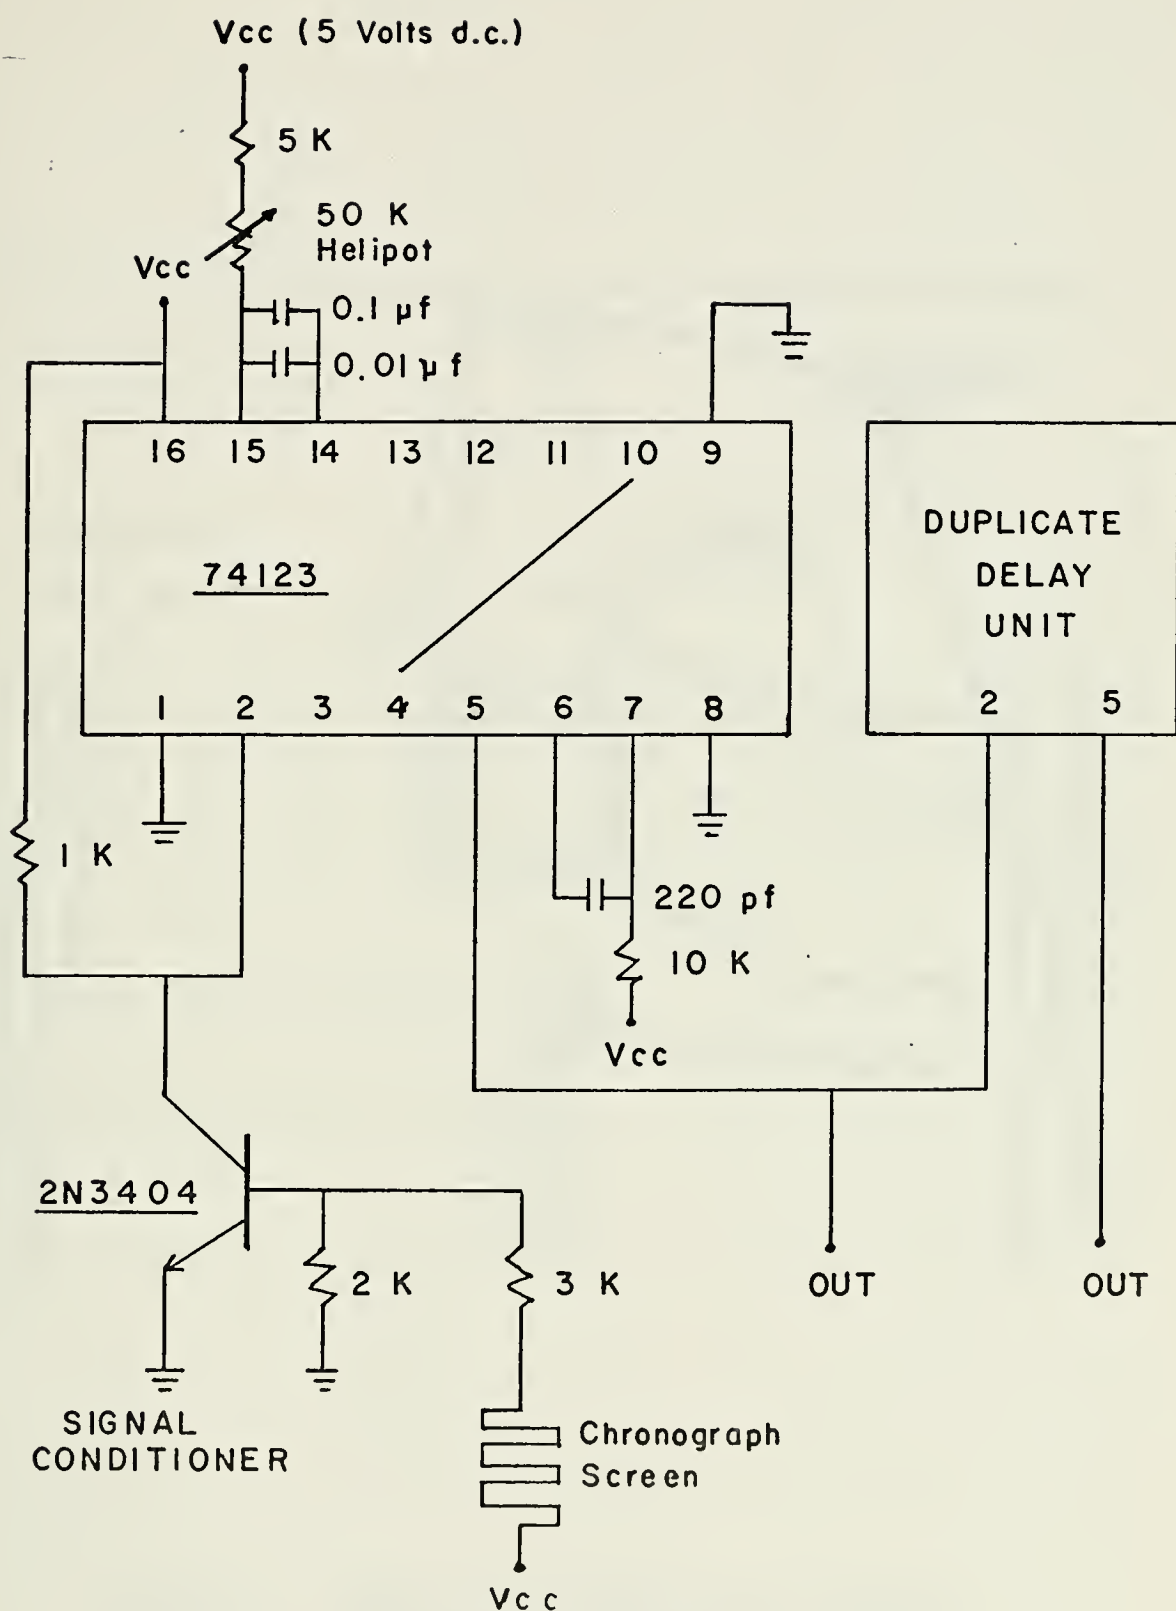 Vcc (5 Volts d.c.)
5 K
50 K
Helipot
Vcc
0.1 µf
0.01 µf
16 15 14 13 12 11 10 9
74123
1 2 3 4 5 6 7 8
DUPLICATE
DELAY
UNIT
2 5
1 K
220 pf
10 K
Vcc
2N3404
2 K
3 K
OUT
OUT
SIGNAL
CONDITIONER
Chronograph
Screen
Vcc